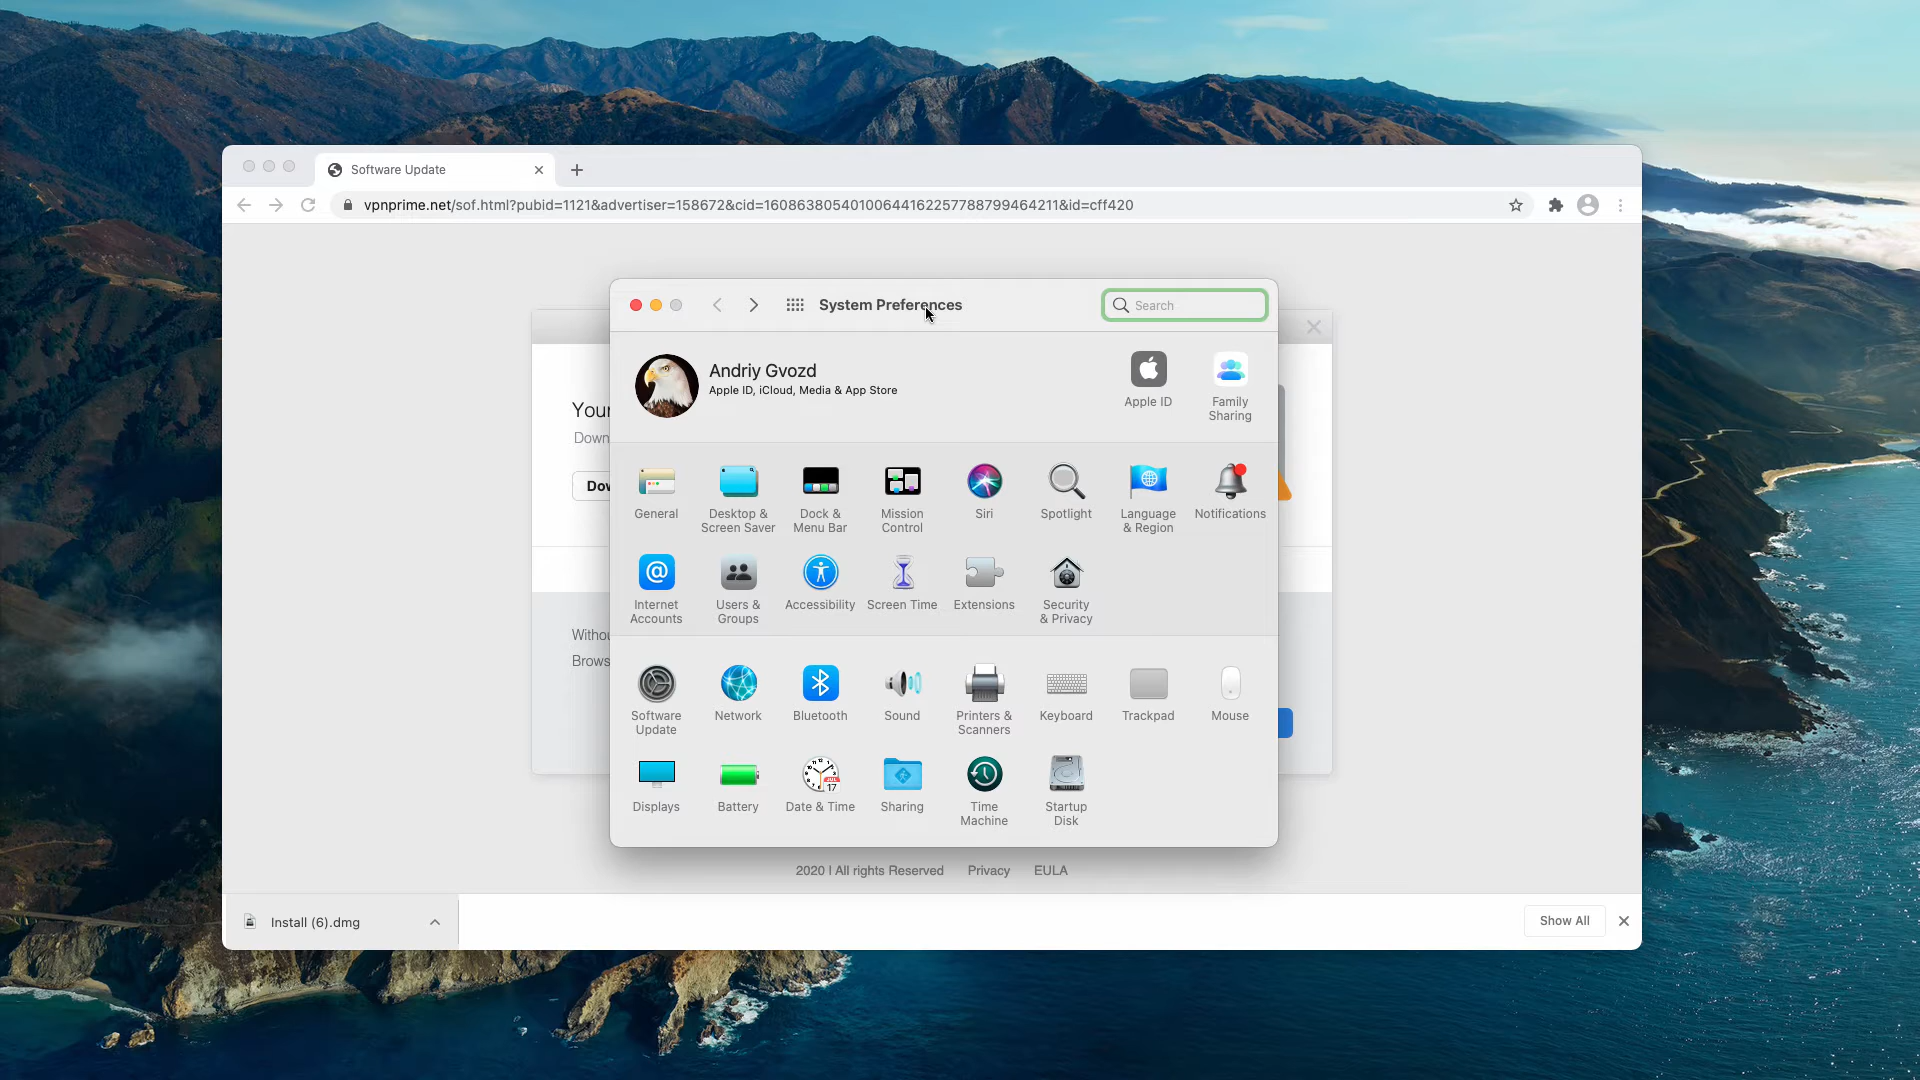 Software Update
vpnprime.net/sof.html?pubid=1121&advertiser=158672&cid=16086380540100644162257788799464211&id=cff420
System Preferences
Search
Andriy Gvozd
Apple ID, iCloud, Media & App Store
Apple ID
Family
Sharing
Your
Down
Dow
General
Desktop &
Screen Saver
Dock &
Menu Bar
Mission
Control
Siri
Spotlight
Language
& Region
Notifications
Internet
Accounts
Users &
Groups
Accessibility
Screen Time
Extensions
Security
& Privacy
Withou
Brows
Software
Update
Network
Bluetooth
Sound
Printers &
Scanners
Keyboard
Trackpad
Mouse
Displays
Battery
JUL
17
Date & Time
Sharing
Time
Machine
Startup
Disk
2020 | All rights Reserved Privacy EULA
Install (6).dmg
Show All